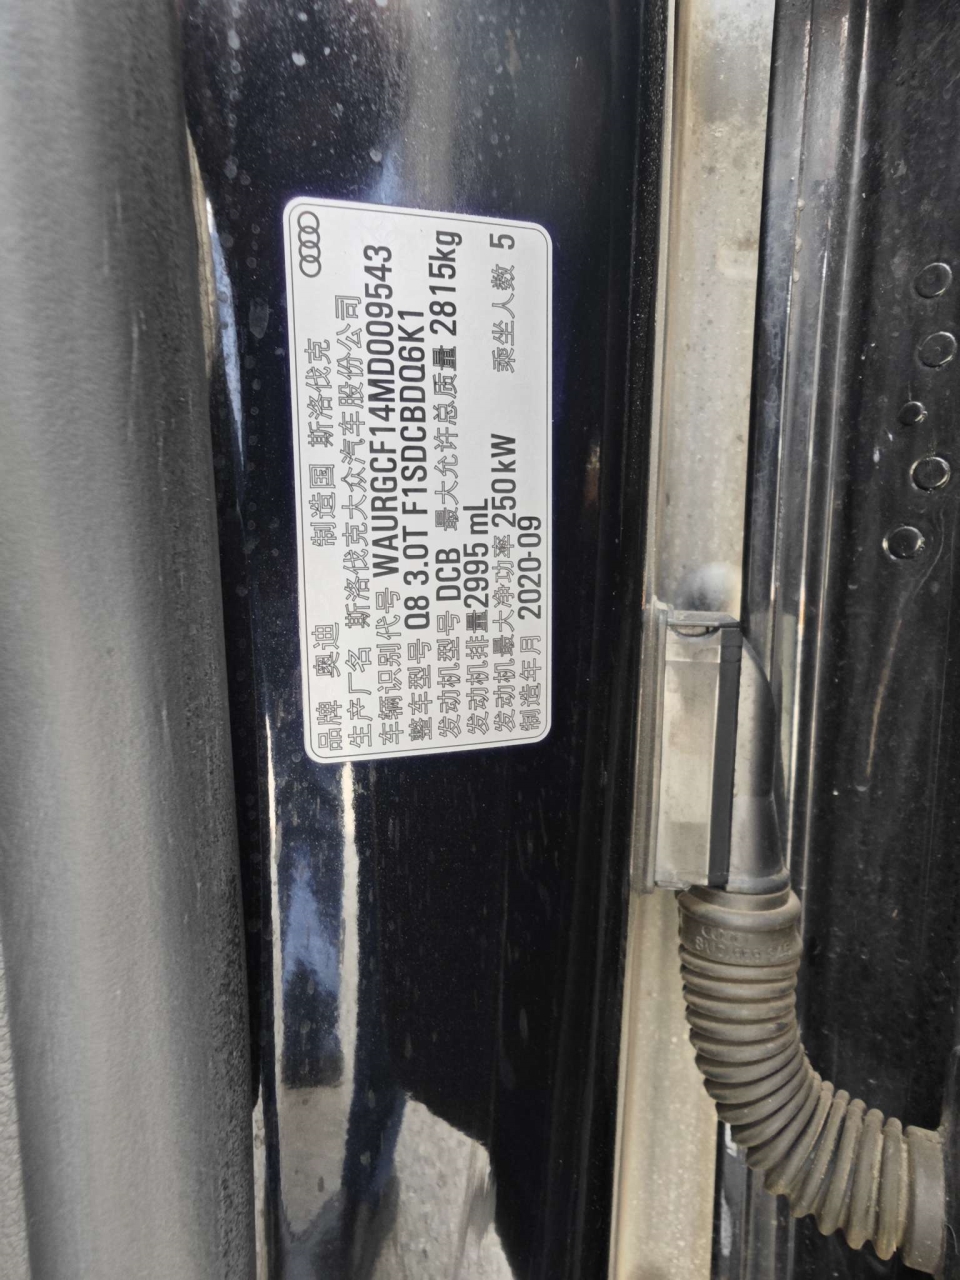 品牌 奥迪 制造国 斯洛伐克
生产厂名 斯洛伐克大众汽车股份公司
车辆识别代号 WAURGCF14MD009543
整车型号 Q8 3.0T F1SDCBDQ6K1
发动机型号 DCB 最大允许总质量 2815kg
发动机排量 2995 mL
发动机最大净功率 250 kW 乘坐人数 5
制造年月 2020-09